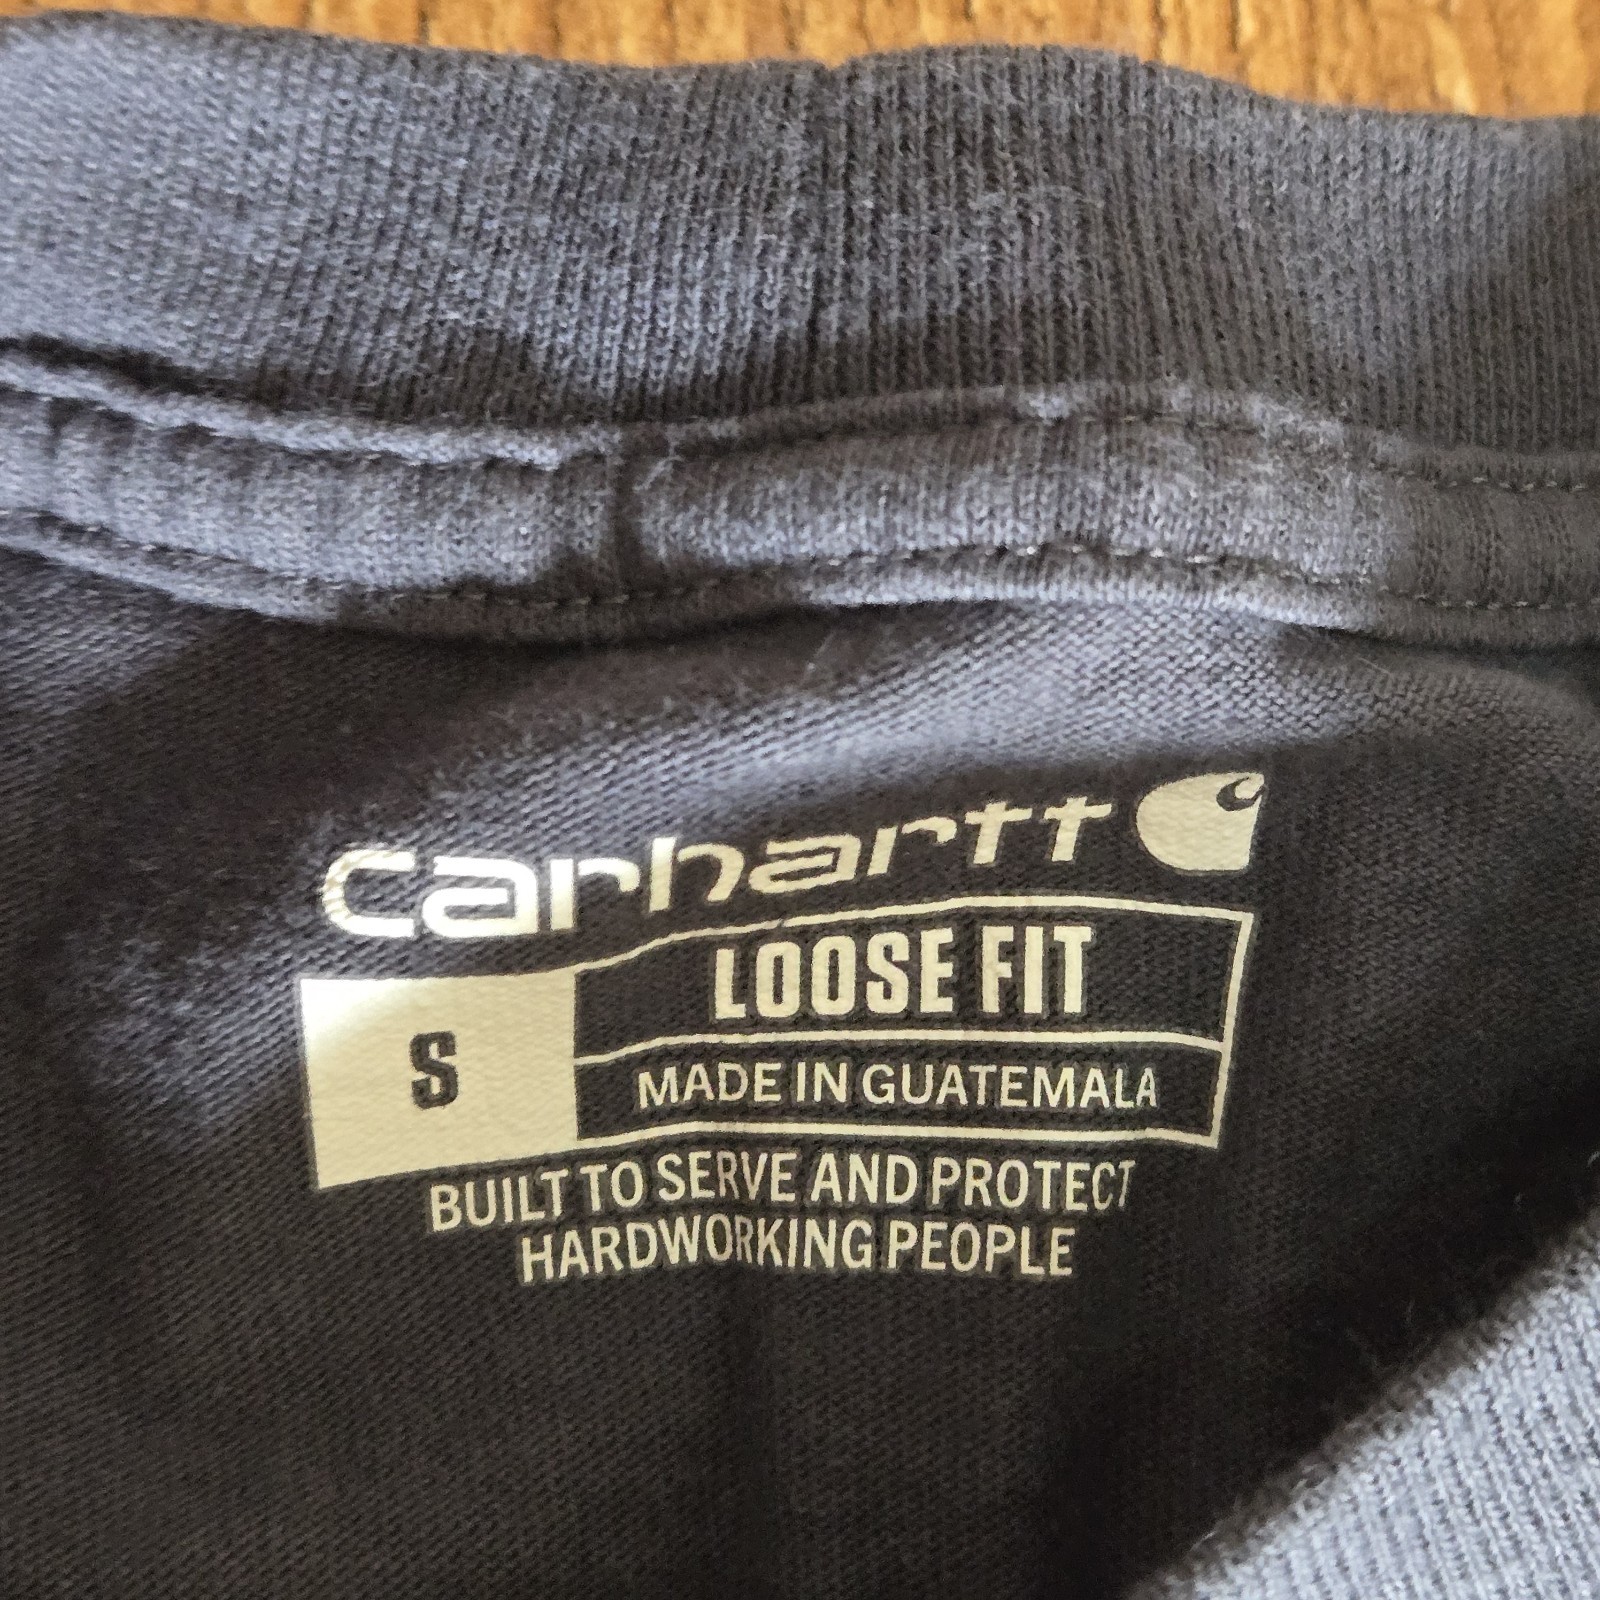 carhartt
LOOSE FIT
S
MADE IN GUATEMALA
BUILT TO SERVE AND PROTECT
HARDWORKING PEOPLE